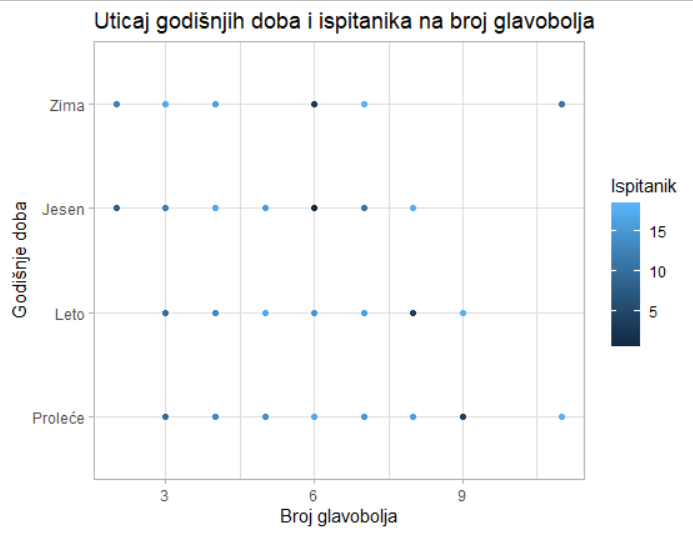 Uticaj godišnjih doba i ispitanika na broj glavobolja
Zima
Jesen
Leto
Proleće
Godišnje doba
3
6
9
Broj glavobolja
Ispitanik
15
10
5